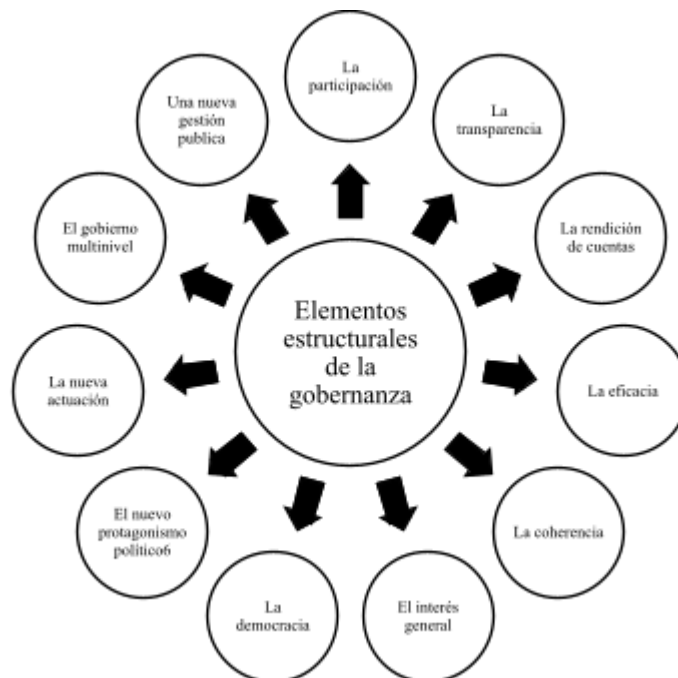 La
participación
La
transparencia
La rendición
de cuentas
La eficacia
La coherencia
El interés
general
La
democracia
El nuevo
protagonismo
político6
La nueva
actuación
El gobierno
multinivel
Una nueva
gestión
publica
Elementos
estructurales
de la
gobernanza